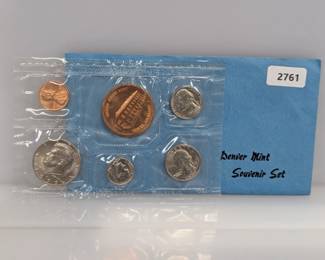 2761
Denver Mint
Souvenir Set